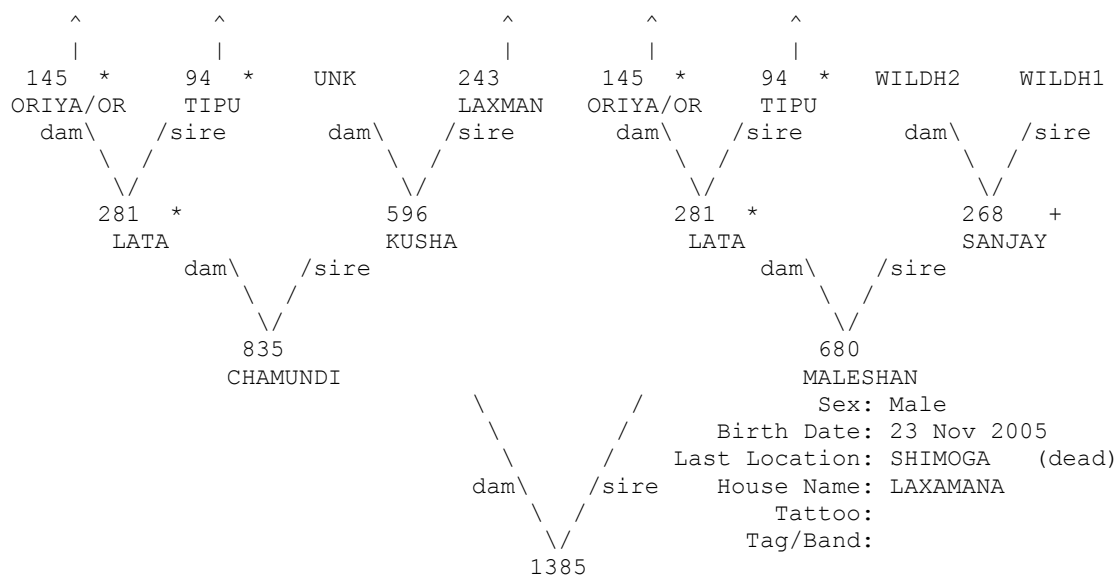 ^ ^ ^ ^ ^
| | | | |
145 * 94 * UNK 243 145 * 94 * WILDH2 WILDH1
ORIYA/OR TIPU LAXMAN ORIYA/OR TIPU
dam\ /sire dam\ /sire dam\ /sire dam\ /sire
\ / \ / \ / \ /
\/ \/ \/ \/
281 * 596 281 * 268 +
LATA KUSHA LATA SANJAY
dam\ /sire dam\ /sire
\ / \ /
\/ \/
835 680
CHAMUNDI MALESHAN
\ / Sex: Male
\ / Birth Date: 23 Nov 2005
\ / Last Location: SHIMOGA (dead)
dam\ /sire House Name: LAXAMANA
\ / Tattoo:
\/ Tag/Band:
1385